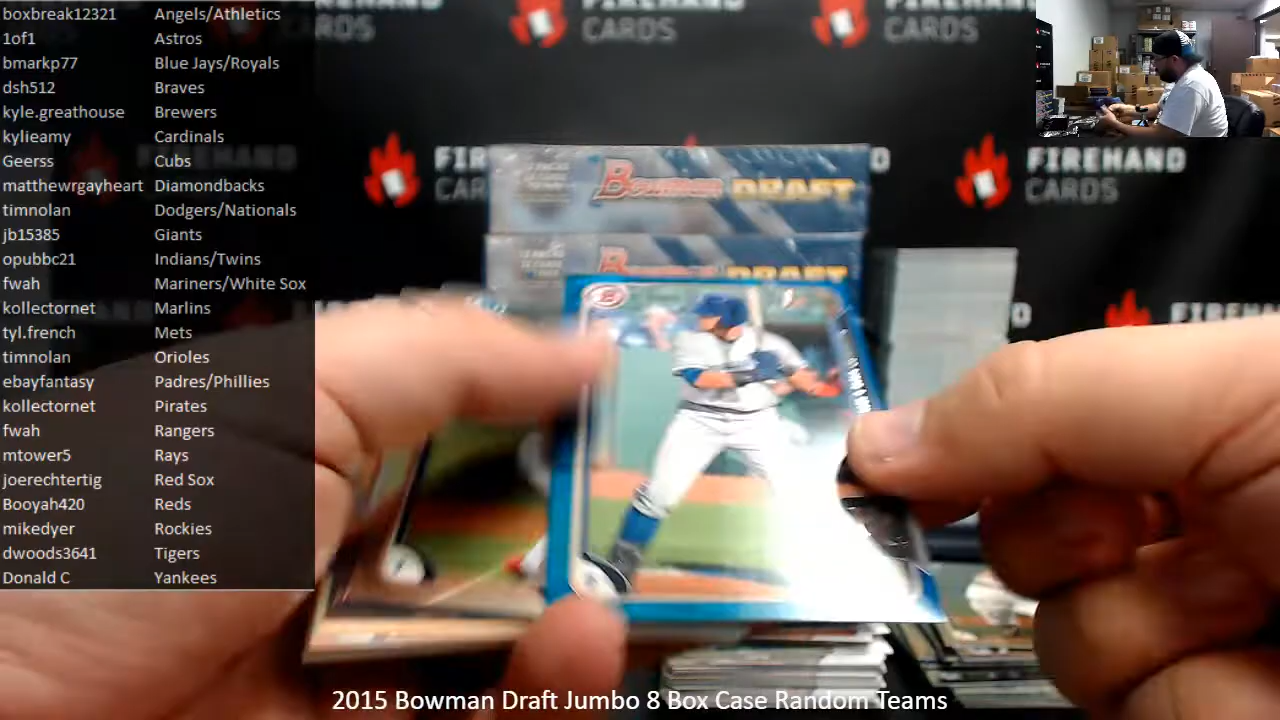 boxbreak12321 Angels/Athletics
1of1 Astros
bmarkp77 Blue Jays/Royals
dsh512 Braves
kyle.greathouse Brewers
kylieamy Cardinals
Geerss Cubs
matthewrgayheart Diamondbacks
timnolan Dodgers/Nationals
jb15385 Giants
opubbc21 Indians/Twins
fwah Mariners/White Sox
kollectornet Marlins
tyl.french Mets
timnolan Orioles
ebayfantasy Padres/Phillies
kollectornet Pirates
fwah Rangers
mtower5 Rays
joerechtertig Red Sox
Booyah420 Reds
mikedyer Rockies
dwoods3641 Tigers
Donald C Yankees
CARDS
FIREHAND
CARDS
FIREHAND
CARDS
FIREHAND
CARDS
BOWMAN DRAFT
BOWMAN DRAFT
2015 Bowman Draft Jumbo 8 Box Case Random Teams